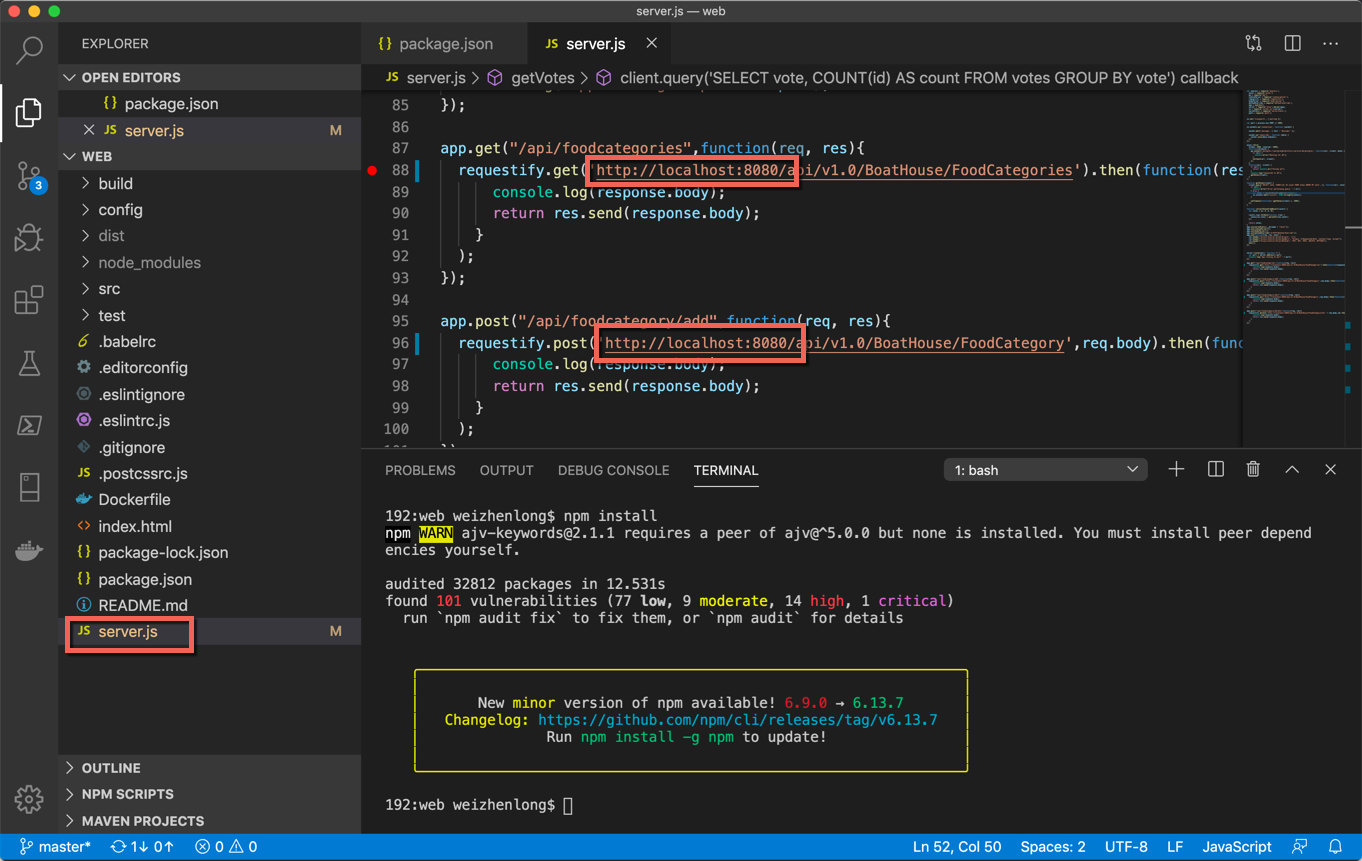 server.js — web
EXPLORER
OPEN EDITORS
{} package.json
JS server.js M
WEB
build
config
dist
node_modules
src
test
.babelrc
.editorconfig
.eslintignore
.eslintrc.js
.gitignore
JS .postcssrc.js
Dockerfile
<> index.html
{} package-lock.json
{} package.json
README.md
JS server.js M
OUTLINE
NPM SCRIPTS
MAVEN PROJECTS
3
{} package.json
JS server.js
JS server.js > getVotes > client.query('SELECT vote, COUNT(id) AS count FROM votes GROUP BY vote') callback
85 });
86
87 app.get("/api/foodcategories",function(req, res){
88 requestify.get('http://localhost:8080/api/v1.0/BoatHouse/FoodCategories').then(function(res
89 console.log(response.body);
90 return res.send(response.body);
91 }
92 );
93 });
94
95 app.post("/api/foodcategory/add",function(req, res){
96 requestify.post('http://localhost:8080/api/v1.0/BoatHouse/FoodCategory',req.body).then(func
97 console.log(response.body);
98 return res.send(response.body);
99 }
100 );
PROBLEMS OUTPUT DEBUG CONSOLE TERMINAL 1: bash
192:web weizhenlong$ npm install
npm WARN ajv-keywords@2.1.1 requires a peer of ajv@^5.0.0 but none is installed. You must install peer depend
encies yourself.
audited 32812 packages in 12.531s
found 101 vulnerabilities (77 low, 9 moderate, 14 high, 1 critical)
run `npm audit fix` to fix them, or `npm audit` for details
New minor version of npm available! 6.9.0 → 6.13.7
Changelog: https://github.com/npm/cli/releases/tag/v6.13.7
Run npm install -g npm to update!
192:web weizhenlong$
master* 1↓ 0↑ 0 0 Ln 52, Col 50 Spaces: 2 UTF-8 LF JavaScript